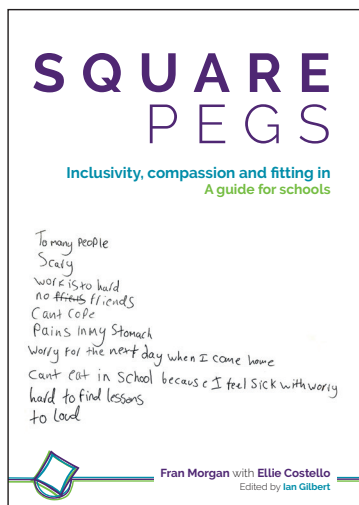 SQUARE
PEGS
Inclusivity, compassion and fitting in
A guide for schools
To many people
Scary
work is to hard
no friends friends
Cant cope
Pains in my Stomach
Worry for the next day when I come home
Cant eat in School because I feel Sick with worry
hard to find lessons
to loud
Fran Morgan with Ellie Costello
Edited by Ian Gilbert